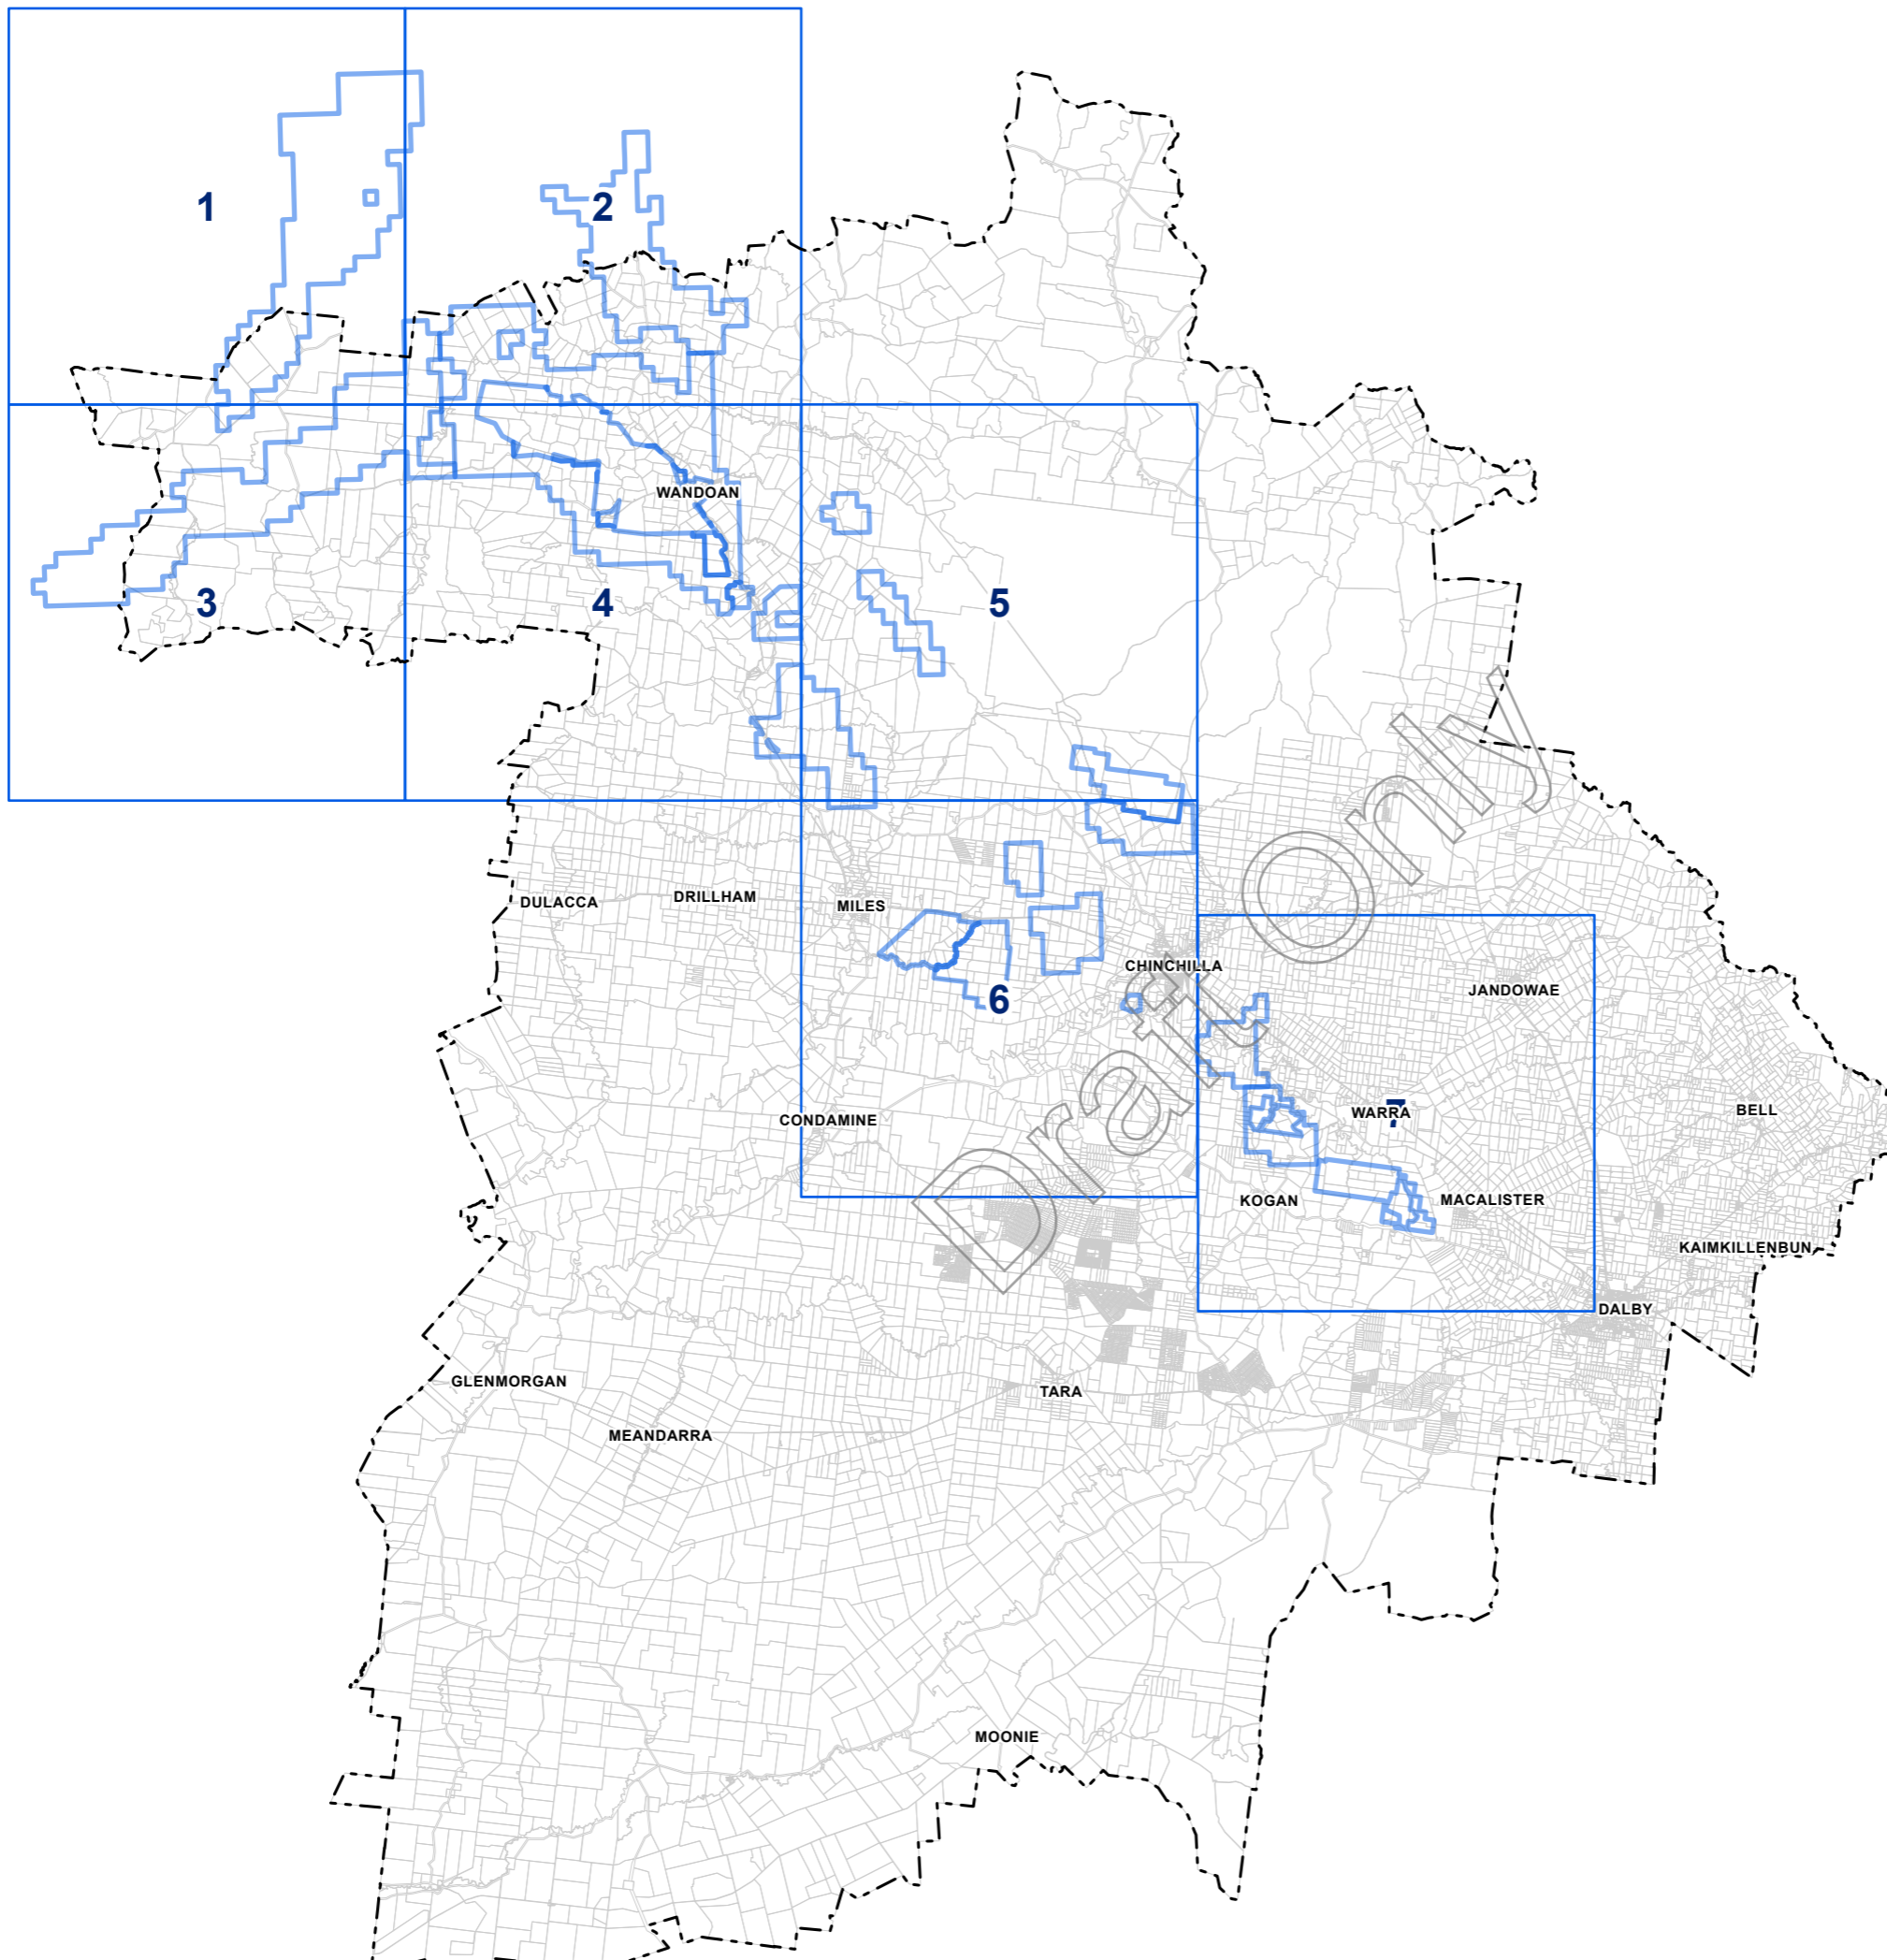 1
2
WANDOAN
3
4
5
DULACCA
DRILLHAM
MILES
CHINCHILLA
JANDOWAE
6
CONDAMINE
WARRA
7
BELL
KOGAN
MACALISTER
KAIMKILLENBUN
DALBY
GLENMORGAN
TARA
MEANDARRA
MOONIE
Draft Only